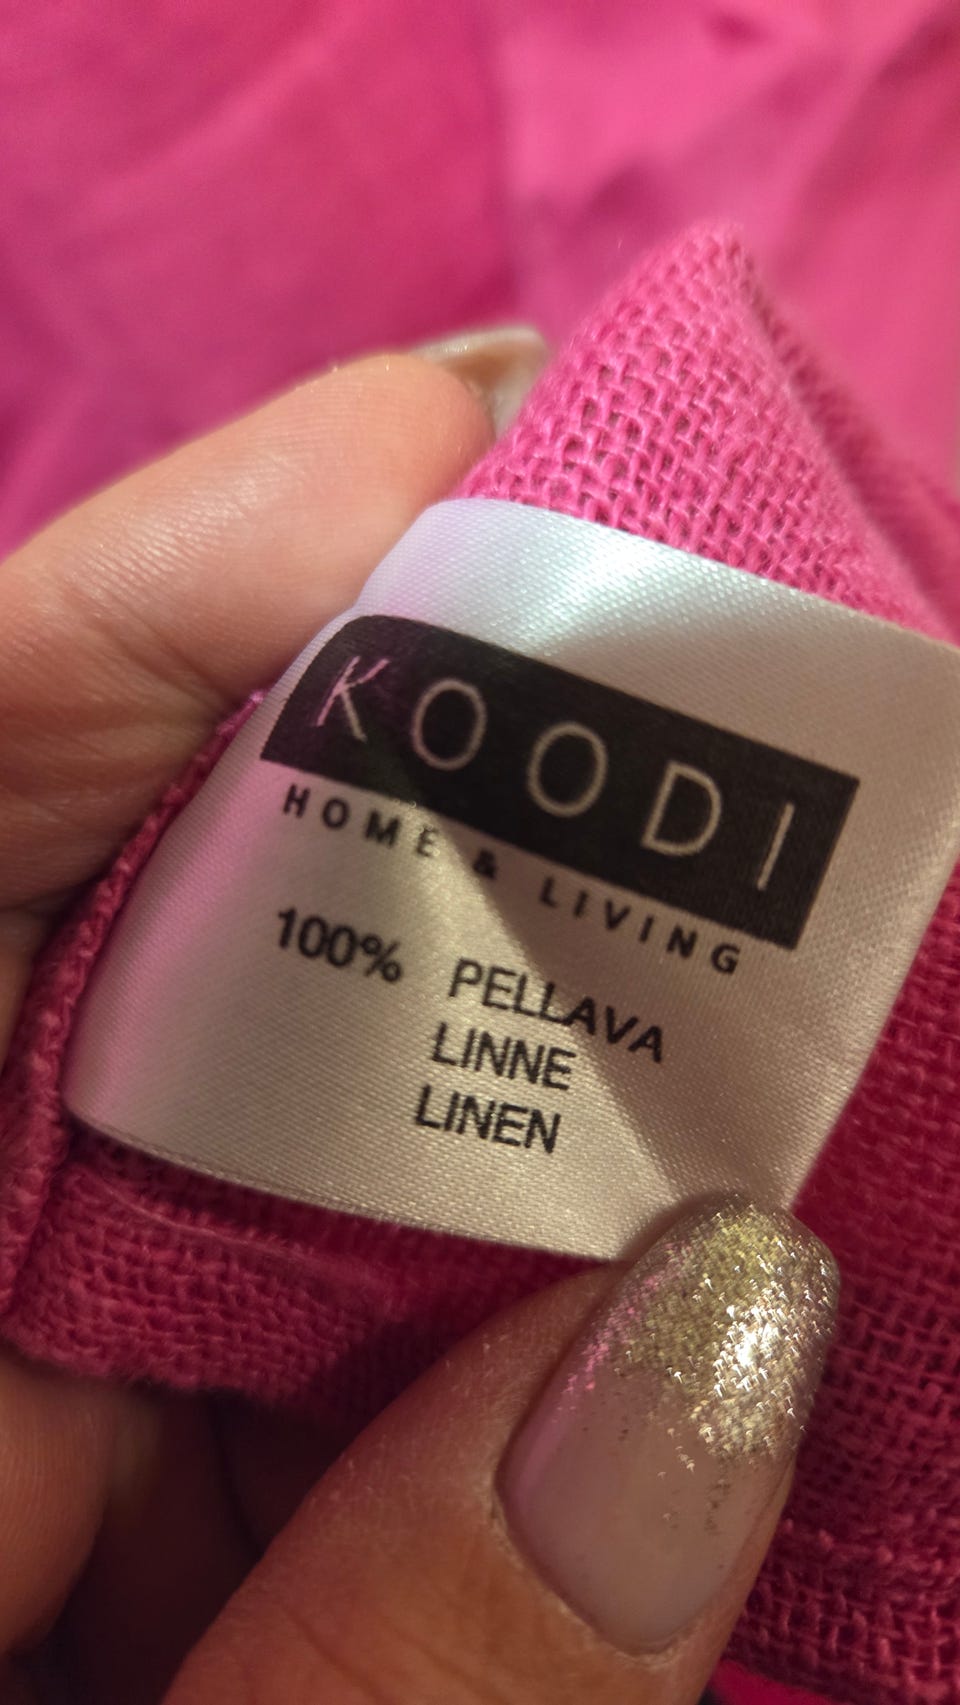 KOODI
HOME & LIVING
100% PELLAVA
LINNE
LINEN